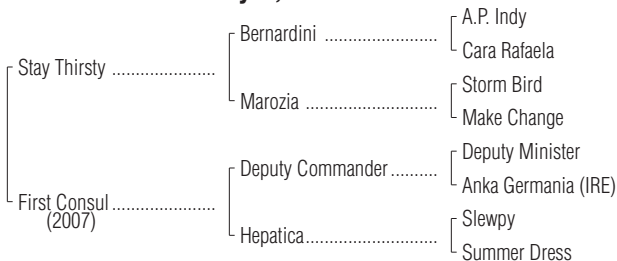 Stay Thirsty ......................
Bernardini ........................
A.P. Indy
Cara Rafaela
Marozia ............................
Storm Bird
Make Change
First Consul ......................
(2007)
Deputy Commander ..........
Deputy Minister
Anka Germania (IRE)
Hepatica............................
Slewpy
Summer Dress